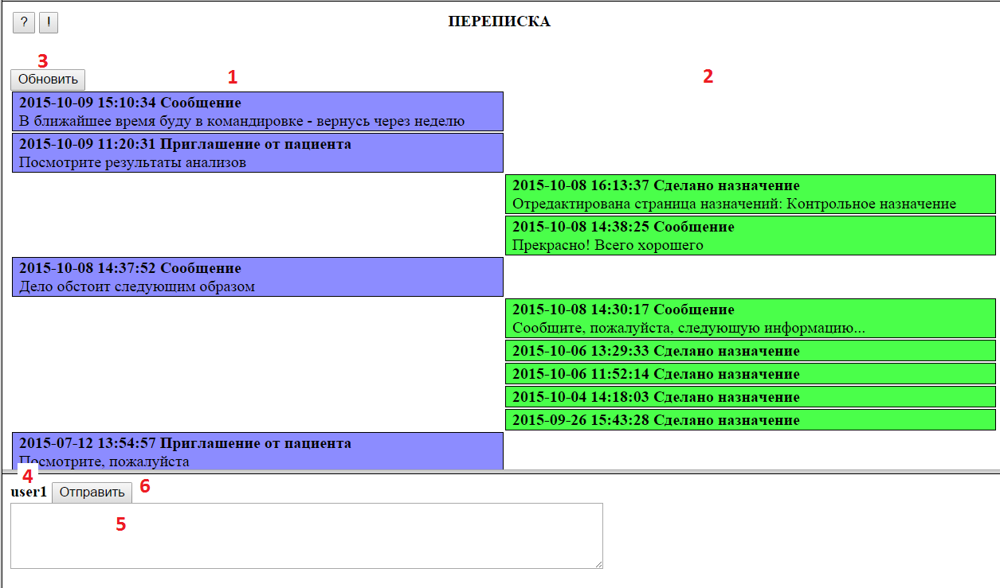 ? ! ПЕРЕПИСКА
3
Обновить 1 2
2015-10-09 15:10:34 Сообщение
В ближайшее время буду в командировке - вернусь через неделю
2015-10-09 11:20:31 Приглашение от пациента
Посмотрите результаты анализов
2015-10-08 16:13:37 Сделано назначение
Отредактирована страница назначений: Контрольное назначение
2015-10-08 14:38:25 Сообщение
Прекрасно! Всего хорошего
2015-10-08 14:37:52 Сообщение
Дело обстоит следующим образом
2015-10-08 14:30:17 Сообщение
Сообщите, пожалуйста, следующую информацию...
2015-10-06 13:29:33 Сделано назначение
2015-10-06 11:52:14 Сделано назначение
2015-10-04 14:18:03 Сделано назначение
2015-09-26 15:43:28 Сделано назначение
2015-07-12 13:54:57 Приглашение от пациента
Посмотрите, пожалуйста
4
user1 Отправить 6
5